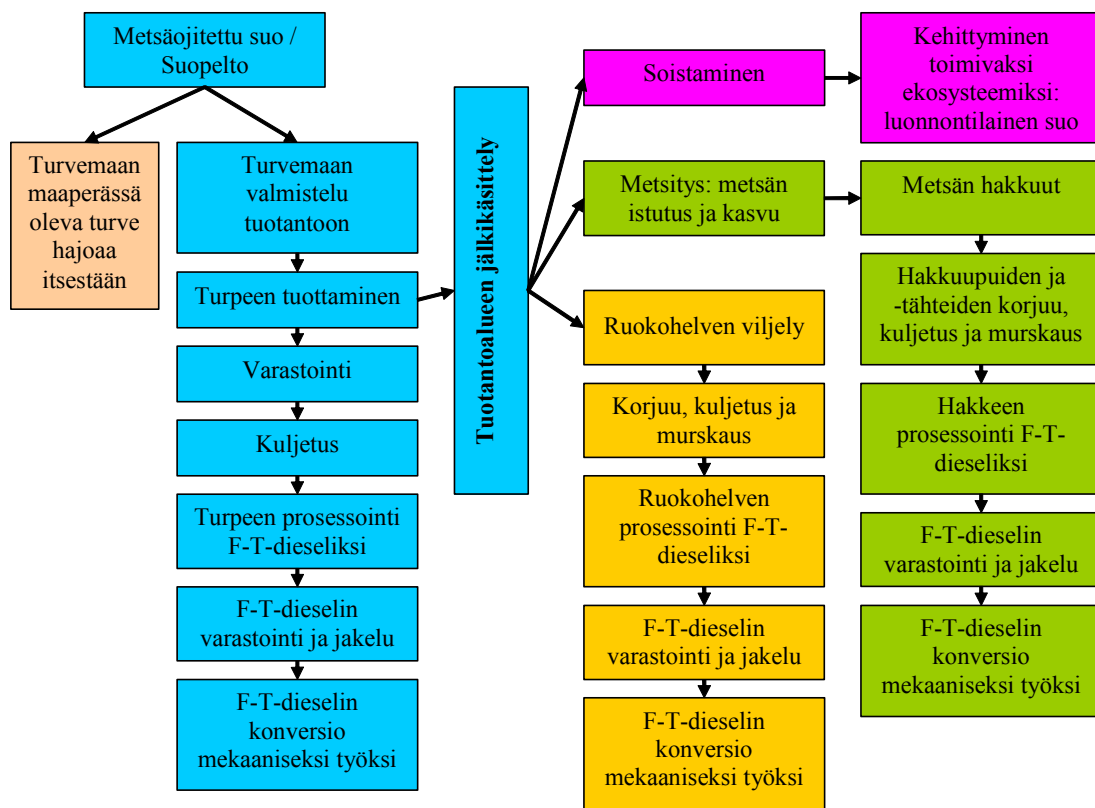 Metsäojitettu suo /
Suopelto
Turvemaan
maaperässä
oleva turve
hajoaa
itsestään
Turvemaan
valmistelu
tuotantoon
Turpeen tuottaminen
Varastointi
Kuljetus
Turpeen prosessointi
F-T-dieseliksi
F-T-dieselin
varastointi ja jakelu
F-T-dieselin
konversio
mekaaniseksi työksi
Tuotantoalueen jälkikäsittely
Soistaminen
Kehittyminen
toimivaksi
ekosysteemiksi:
luonnontilainen suo
Metsitys: metsän
istutus ja kasvu
Metsän hakkuut
Hakkuupuiden ja
-tähteiden korjuu,
kuljetus ja murskaus
Hakkeen
prosessointi F-T-
dieseliksi
F-T-dieselin
varastointi ja jakelu
F-T-dieselin
konversio
mekaaniseksi työksi
Ruokohelven viljely
Korjuu, kuljetus ja
murskaus
Ruokohelven
prosessointi F-T-
dieseliksi
F-T-dieselin
varastointi ja jakelu
F-T-dieselin
konversio
mekaaniseksi työksi